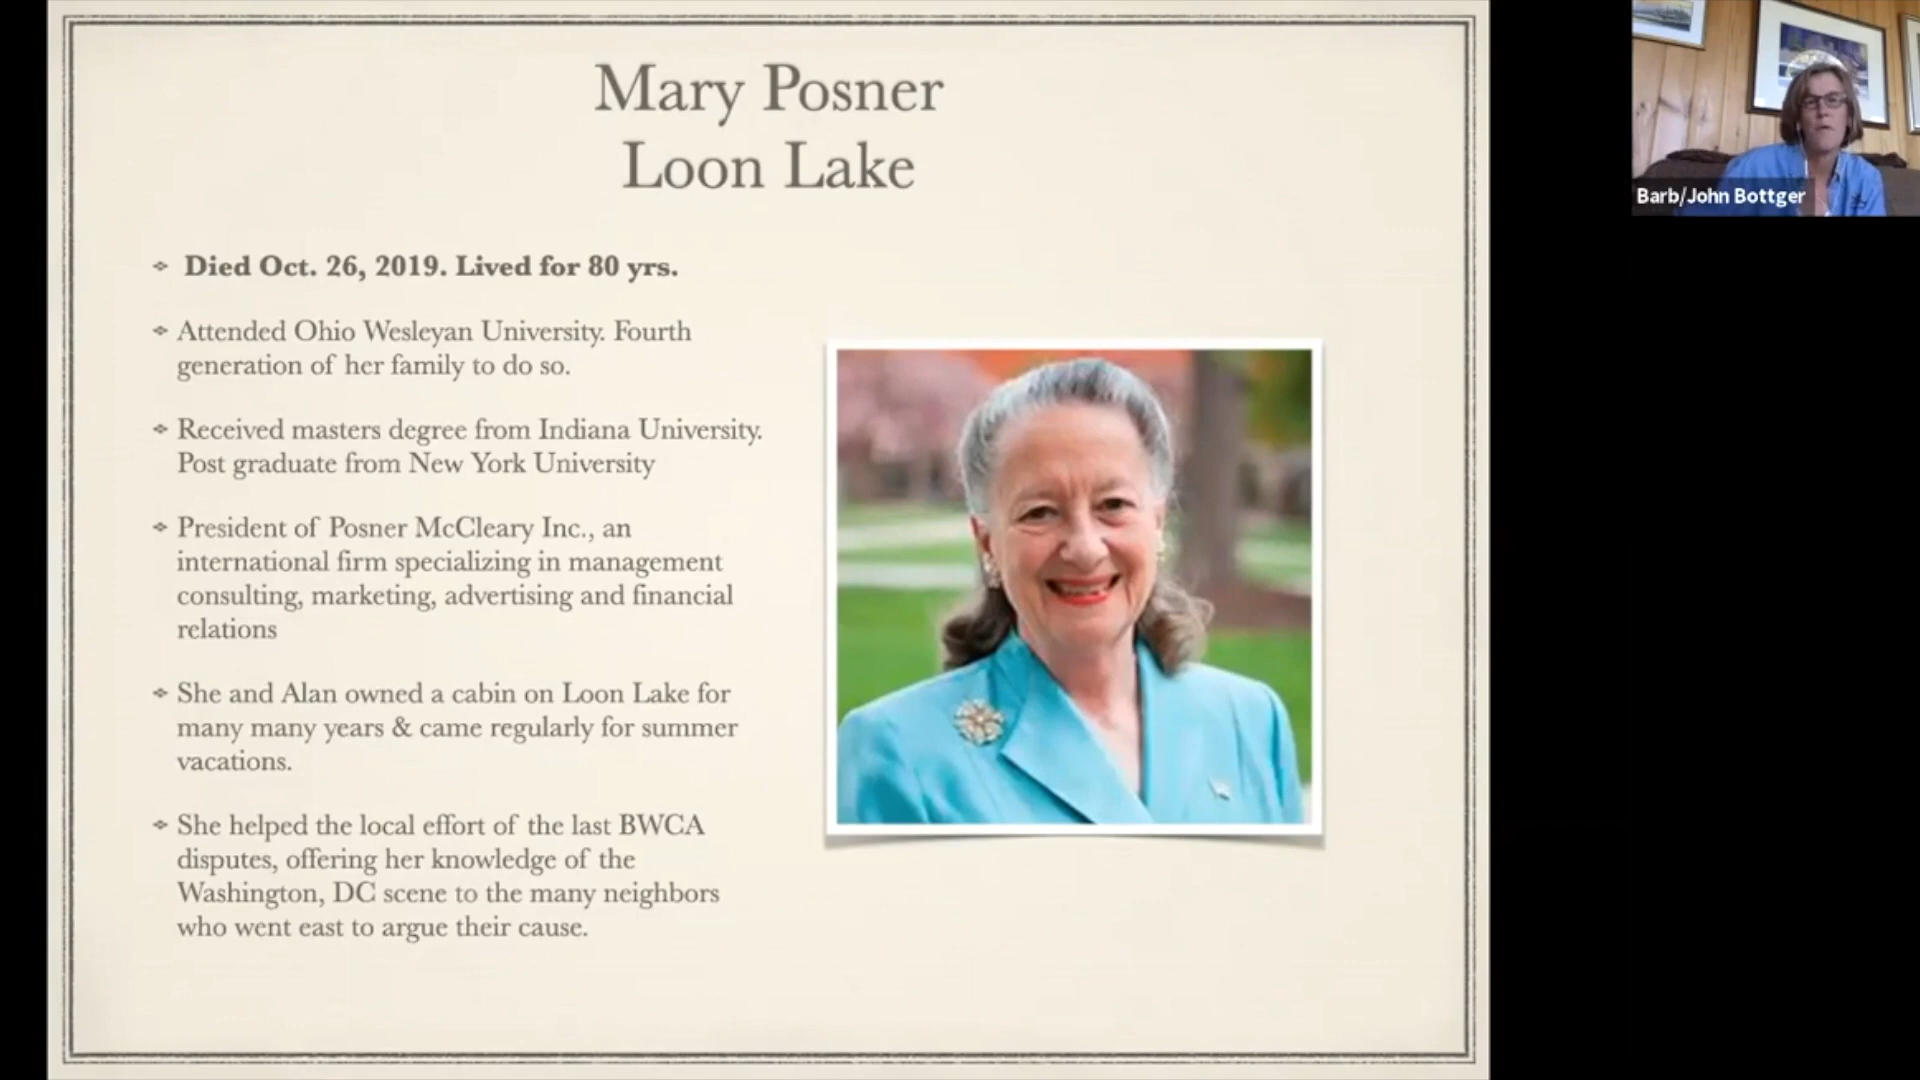 Mary Posner
Loon Lake
Died Oct. 26, 2019. Lived for 80 yrs.
Attended Ohio Wesleyan University. Fourth
generation of her family to do so.
Received masters degree from Indiana University.
Post graduate from New York University
President of Posner McCleary Inc., an
international firm specializing in management
consulting, marketing, advertising and financial
relations
She and Alan owned a cabin on Loon Lake for
many many years & came regularly for summer
vacations.
She helped the local effort of the last BWCA
disputes, offering her knowledge of the
Washington, DC scene to the many neighbors
who went east to argue their cause.
Barb/John Bottger